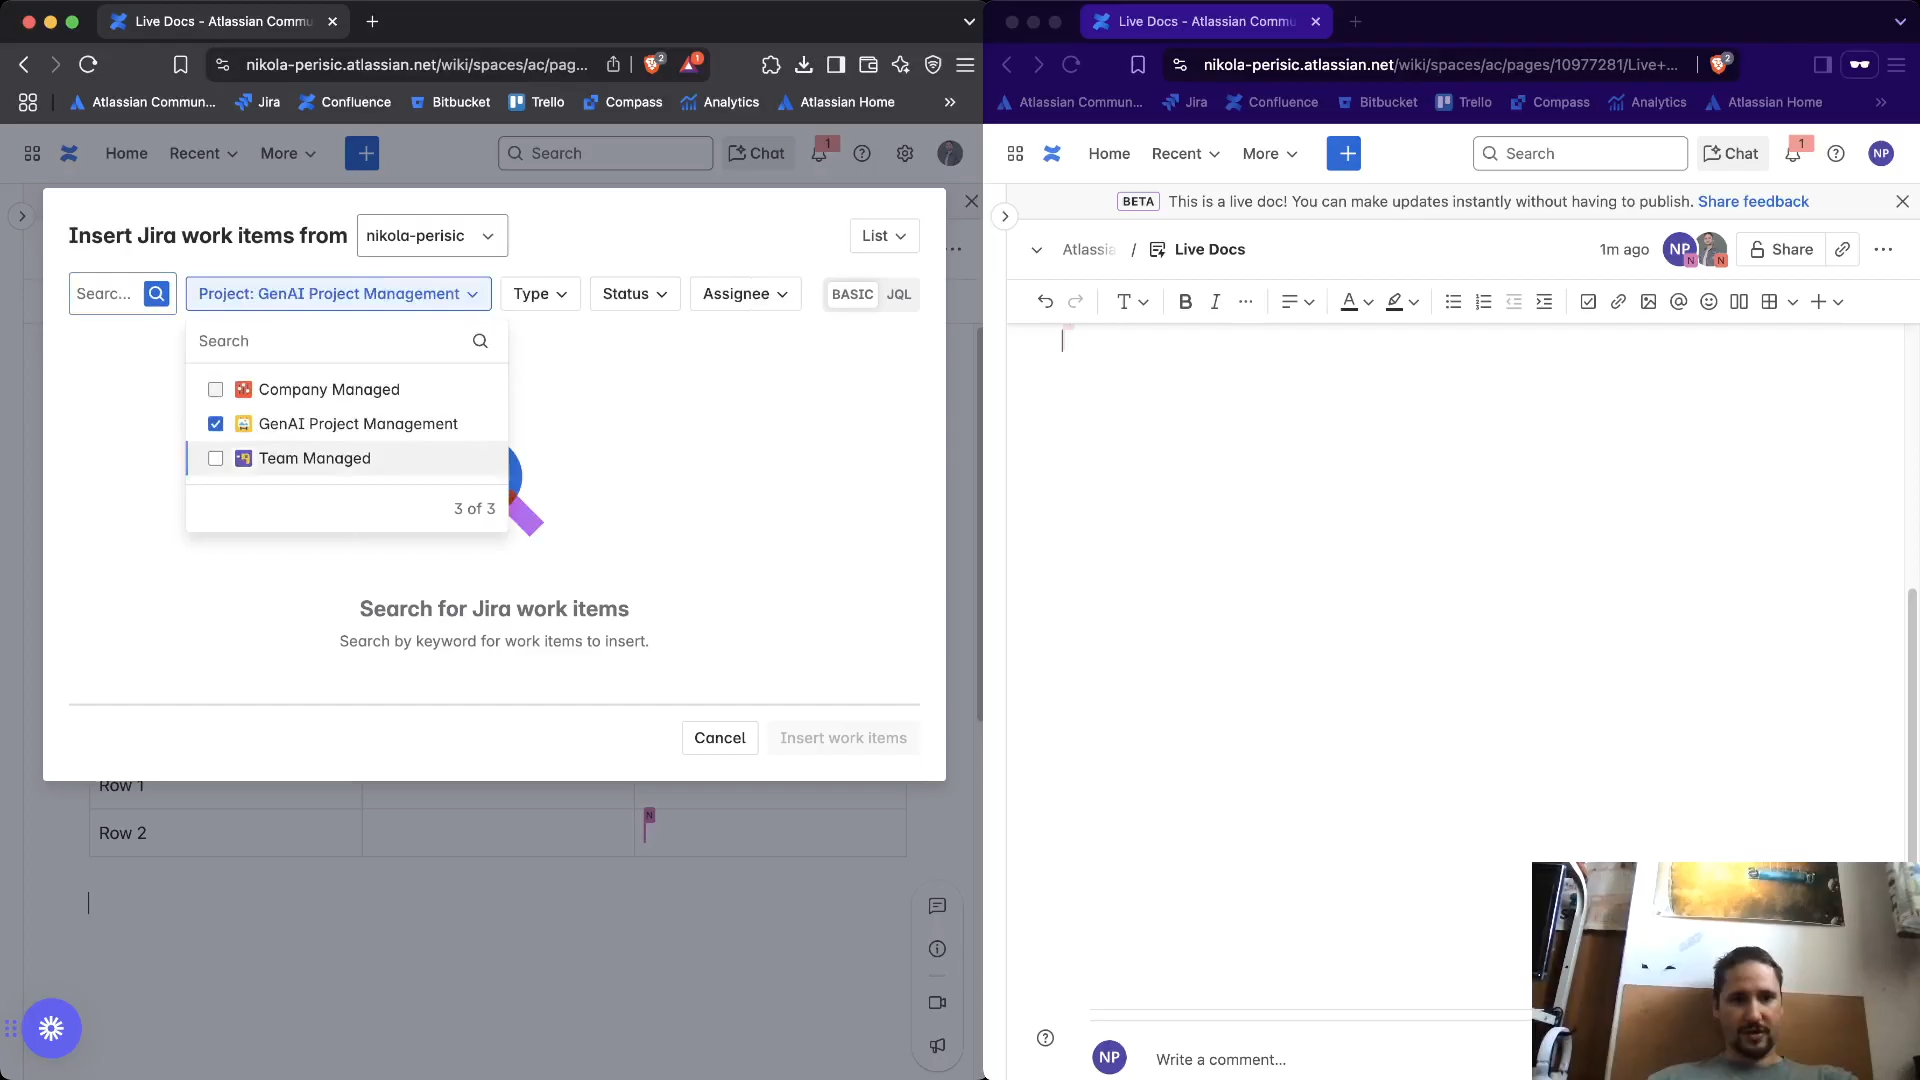 Live Docs - Atlassian Commu
nikola-perisic.atlassian.net/wiki/spaces/ac/pag...
2
1
Atlassian Commun...
Jira
Confluence
Bitbucket
Trello
Compass
Analytics
Atlassian Home
Home
Recent
More
Search
Chat
1
Insert Jira work items from
nikola-perisic
List
Searc...
Project: GenAI Project Management
Type
Status
Assignee
BASIC
JQL
Search
Company Managed
GenAI Project Management
Team Managed
3 of 3
Search for Jira work items
Search by keyword for work items to insert.
Cancel
Insert work items
Row 1
Row 2
N
Live Docs - Atlassian Commu
nikola-perisic.atlassian.net/wiki/spaces/ac/pages/10977281/Live+...
2
Atlassian Commun...
Jira
Confluence
Bitbucket
Trello
Compass
Analytics
Atlassian Home
Home
Recent
More
Search
Chat
1
NP
BETA
This is a live doc! You can make updates instantly without having to publish. Share feedback
Atlassia / Live Docs
1m ago
NP
N
N
Share
NP
Write a comment...